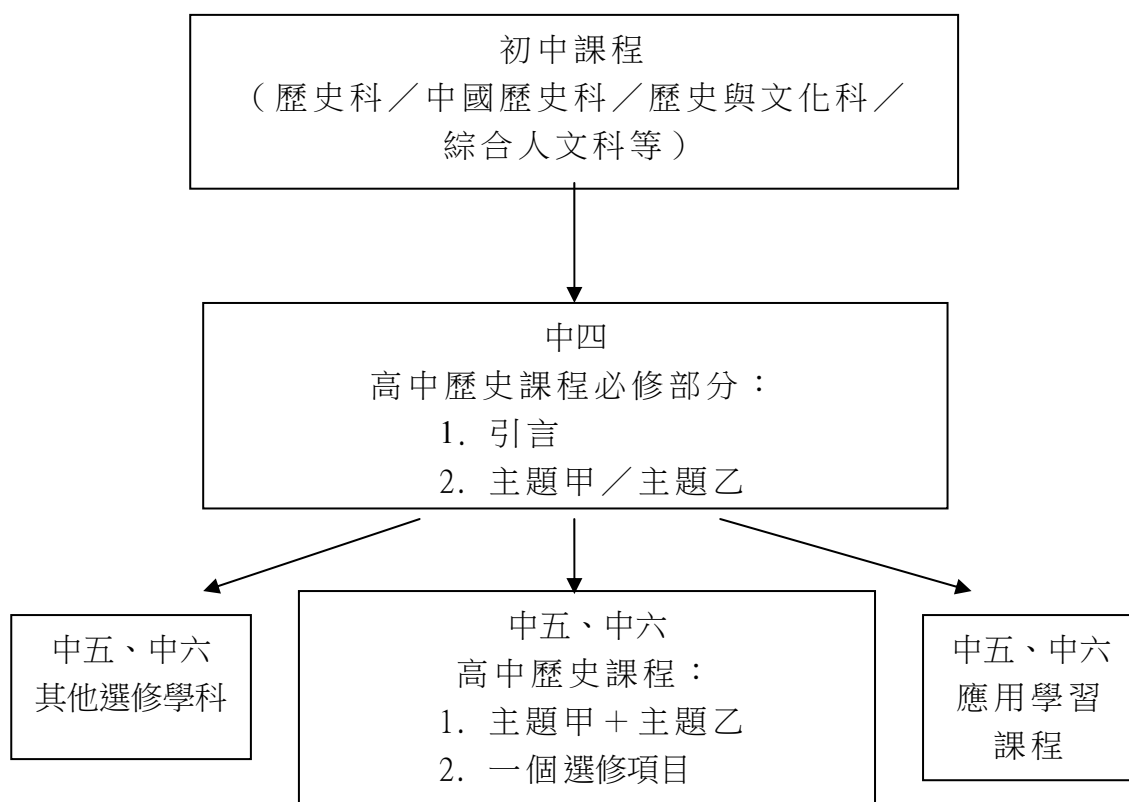 初中課程
（歷史科／中國歷史科／歷史與文化科／
綜合人文科等）
中四
高中歷史課程必修部分：
1. 引言
2. 主題甲／主題乙
中五、中六
其他選修學科
中五、中六
高中歷史課程：
1. 主題甲＋主題乙
2. 一個選修項目
中五、中六
應用學習
課程